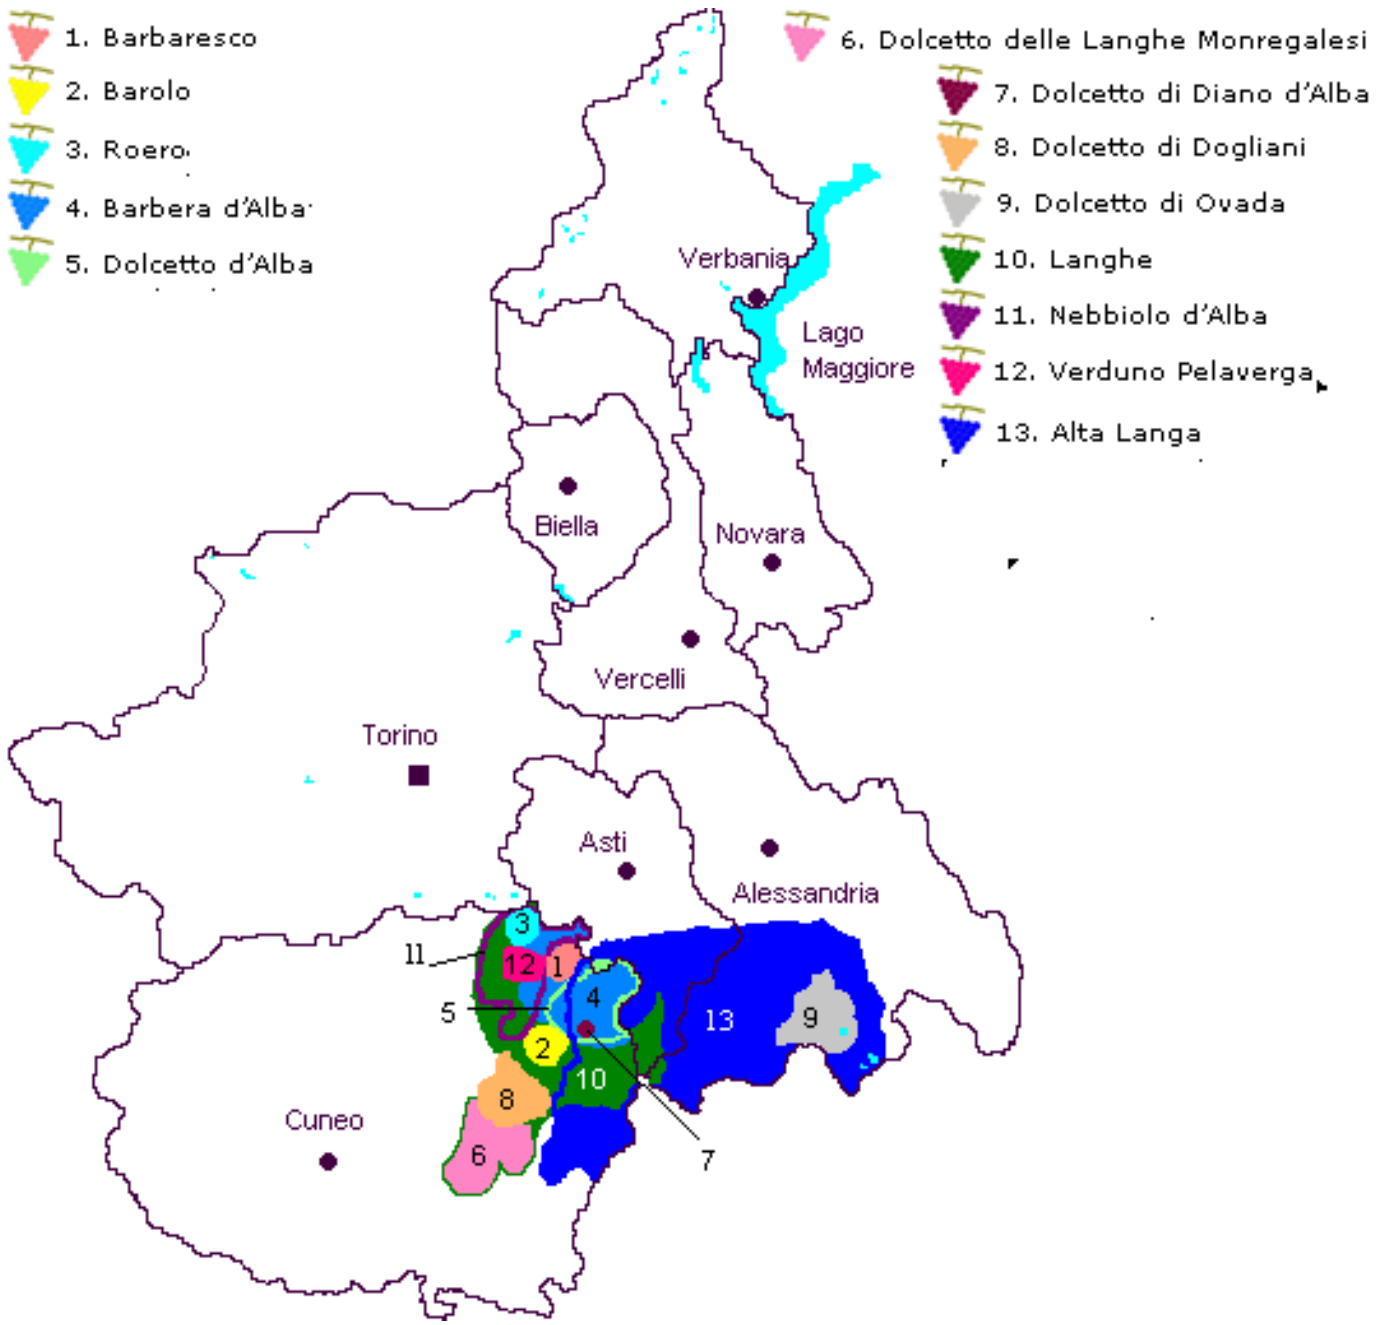 1. Barbaresco
2. Barolo
3. Roero
4. Barbera d'Alba
5. Dolcetto d'Alba
6. Dolcetto delle Langhe Monregalesi
7. Dolcetto di Diano d'Alba
8. Dolcetto di Dogliani
9. Dolcetto di Ovada
10. Langhe
11. Nebbiolo d'Alba
12. Verduno Pelaverga
13. Alta Langa
Verbania
Lago
Maggiore
Biella
Novara
Vercelli
Torino
Asti
Alessandria
3
11
12
1
4
5
13
9
2
10
8
Cuneo
6
7